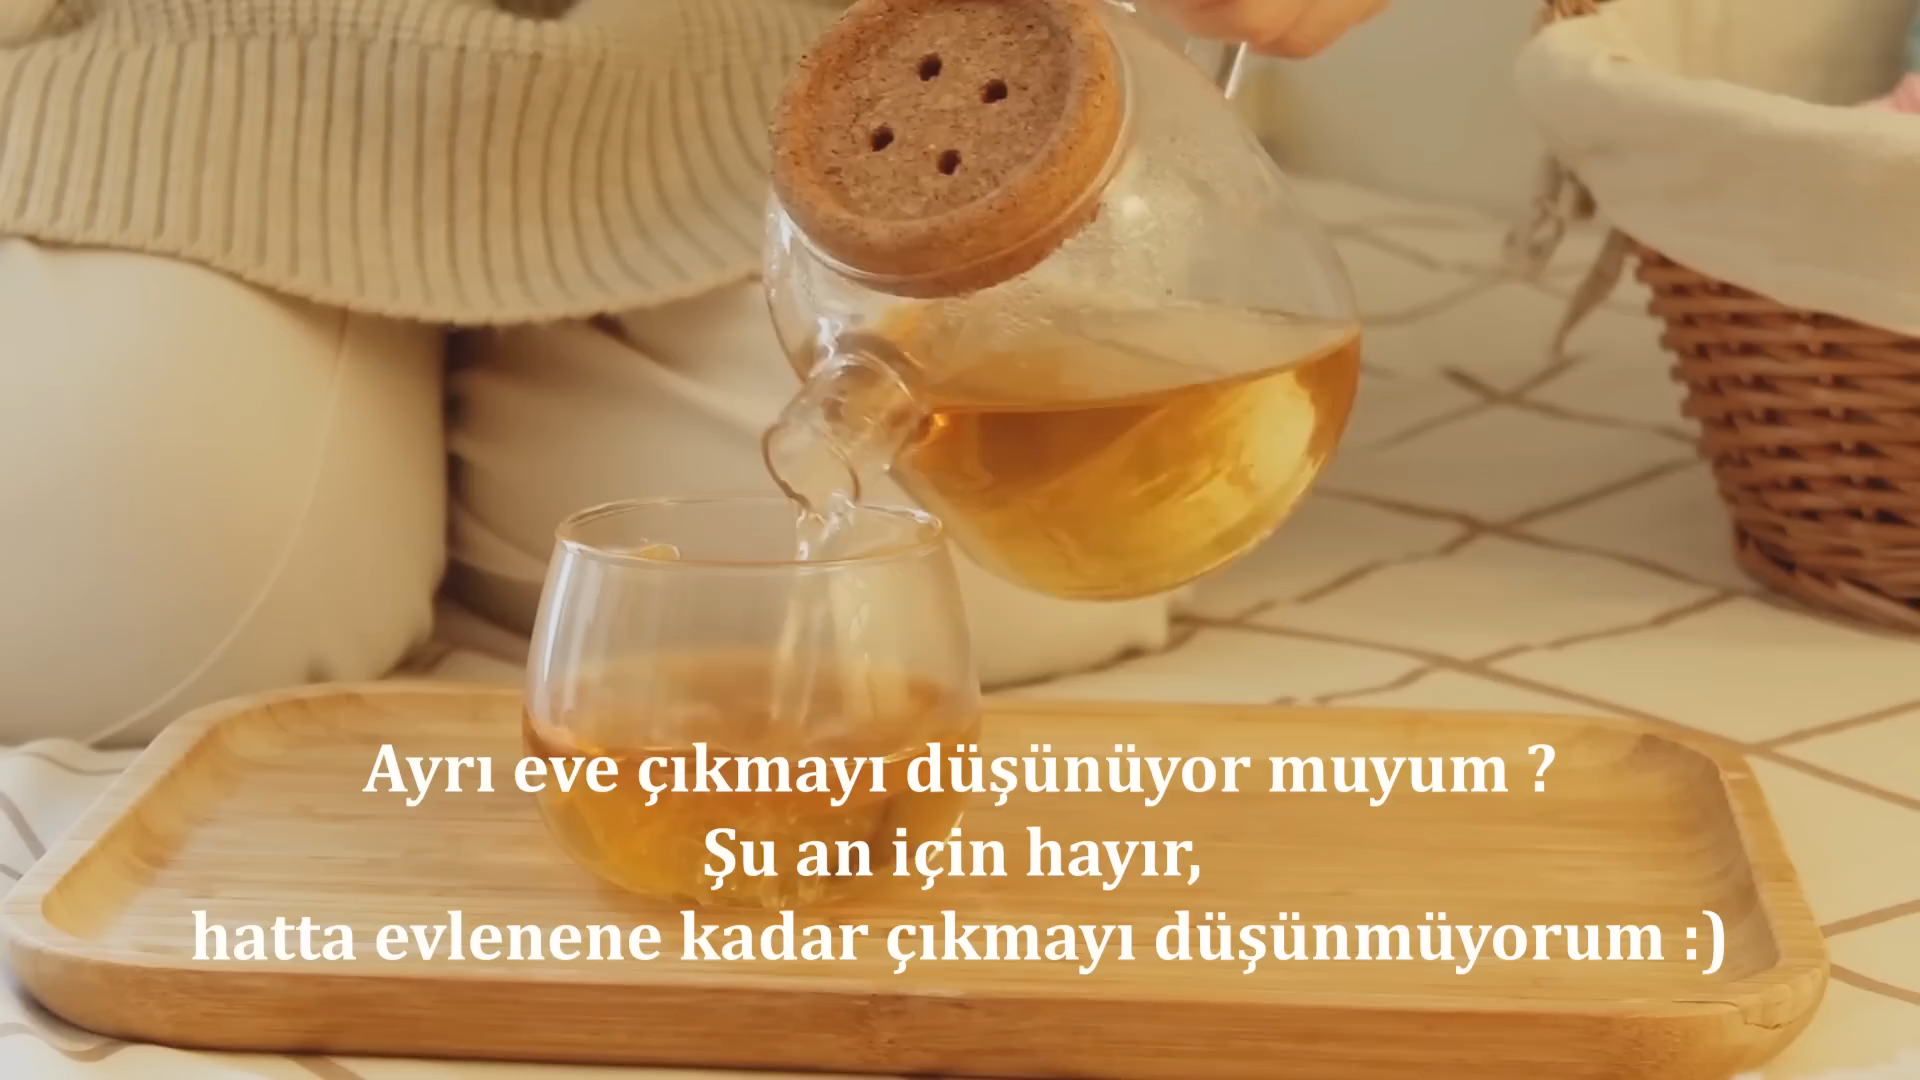 Ayrı eve çıkmayı düşünüyor muyum ?
Şu an için hayır,
hatta evlenene kadar çıkmayı düşünmüyorum :)